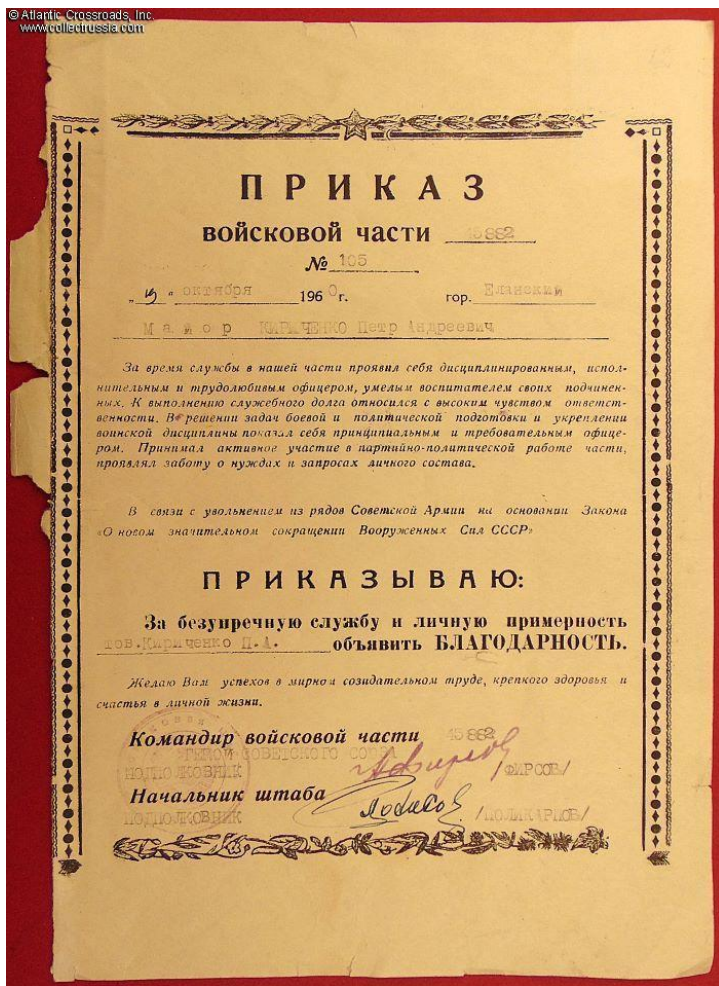 © Atlantic Crossroads, Inc.
www.collectrussia.com
ПРИКАЗ
ВОЙСКОВОЙ ЧАСТИ 45882
№ 105
" " октября 1960 г. гор. Еланский
Майор КИРИЧЕНКО Петр Андреевич
За время службы в нашей части проявил себя дисциплинированным, испол-
нительным и трудолюбивым офицером, умелым воспитателем своих подчинен-
ных. К выполнению служебного долга относился с высоким чувством ответст-
венности. В решении задач боевой и политической подготовки и укреплении
воинской дисциплины показал себя принципиальным и требовательным офице-
ром. Принимал активное участие в партийно-политической работе части,
проявлял заботу о нуждах и запросах личного состава.
В связи с увольнением из рядов Советской Армии на основании Закона
«О новом значительном сокращении Вооруженных Сил СССР»
ПРИКАЗЫВАЮ:
За безупречную службу и личную примерность
тов. Кириченко П.А. объявить БЛАГОДАРНОСТЬ.
Желаю Вам успехов в мирном созидательном труде, крепкого здоровья и
счастья в личной жизни.
Командир войсковой части 45882
ГЕРОЙ СОВЕТСКОГО СОЮЗА
ПОДПОЛКОВНИК /ФИРСОВ/
Начальник штаба
ПОДПОЛКОВНИК /ПОЛИКАРПОВ/